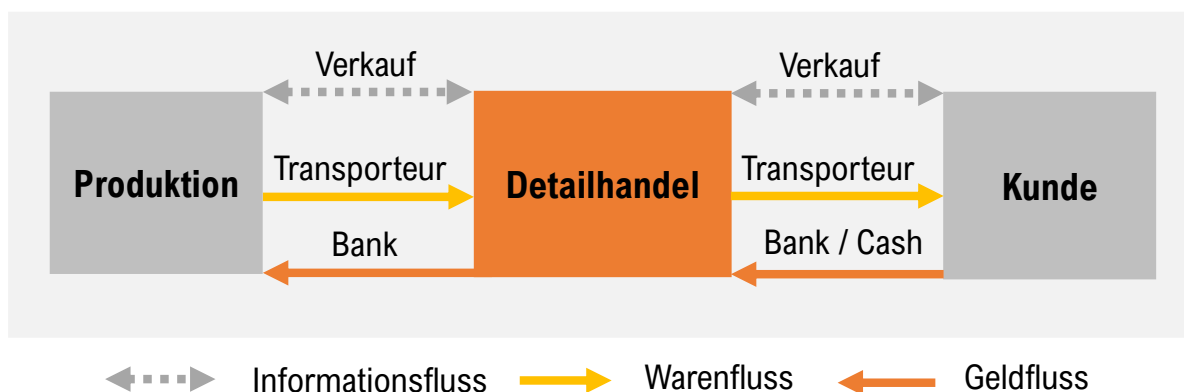 Verkauf
Verkauf
Produktion
Transporteur
Detailhandel
Transporteur
Kunde
Bank
Bank / Cash
Informationsfluss
Warenfluss
Geldfluss